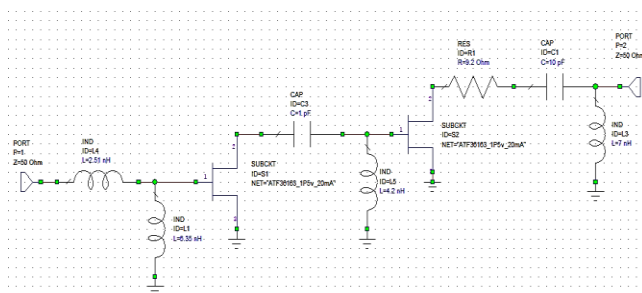 RES
ID=R1
R=9.2 Ohm
CAP
ID=C1
C=10 pF
PORT
P=2
Z=50 Ohm
CAP
ID=C3
C=1 pF
2
IND
ID=L3
L=7 nH
2
1
SUBCKT
ID=S2
NET="ATF36163_1P5v_20mA"
3
PORT
P=1
Z=50 Ohm
IND
ID=L4
L=2.51 nH
1
SUBCKT
ID=S1
NET="ATF36163_1P5v_20mA"
3
IND
ID=L5
L=4.2 nH
IND
ID=L1
L=6.35 nH